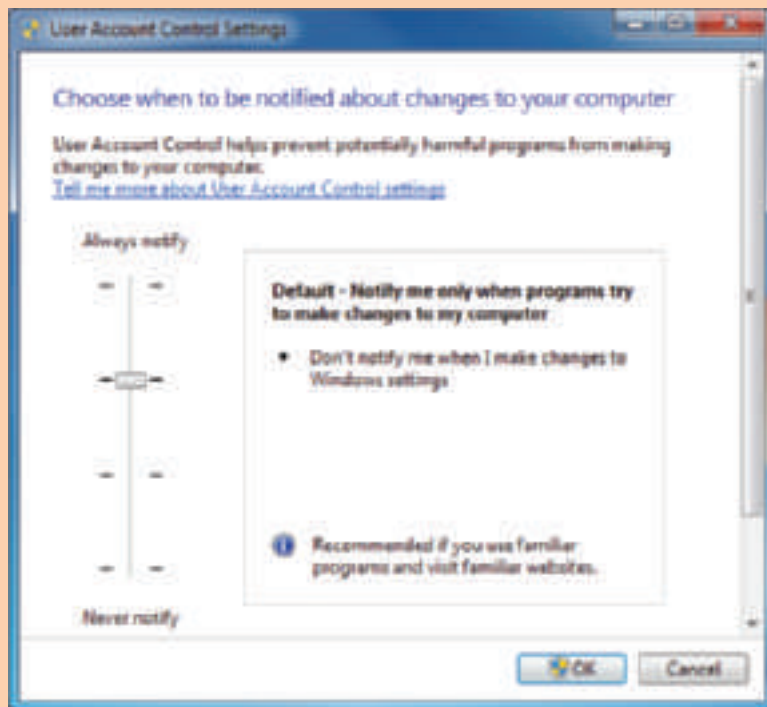 User Account Control Settings
Choose when to be notified about changes to your computer
User Account Control helps prevent potentially harmful programs from making
changes to your computer.
Tell me more about User Account Control settings
Always notify
Default - Notify me only when programs try
to make changes to my computer
• Don't notify me when I make changes to
Windows settings
Recommended if you use familiar
programs and visit familiar websites.
Never notify
OK
Cancel